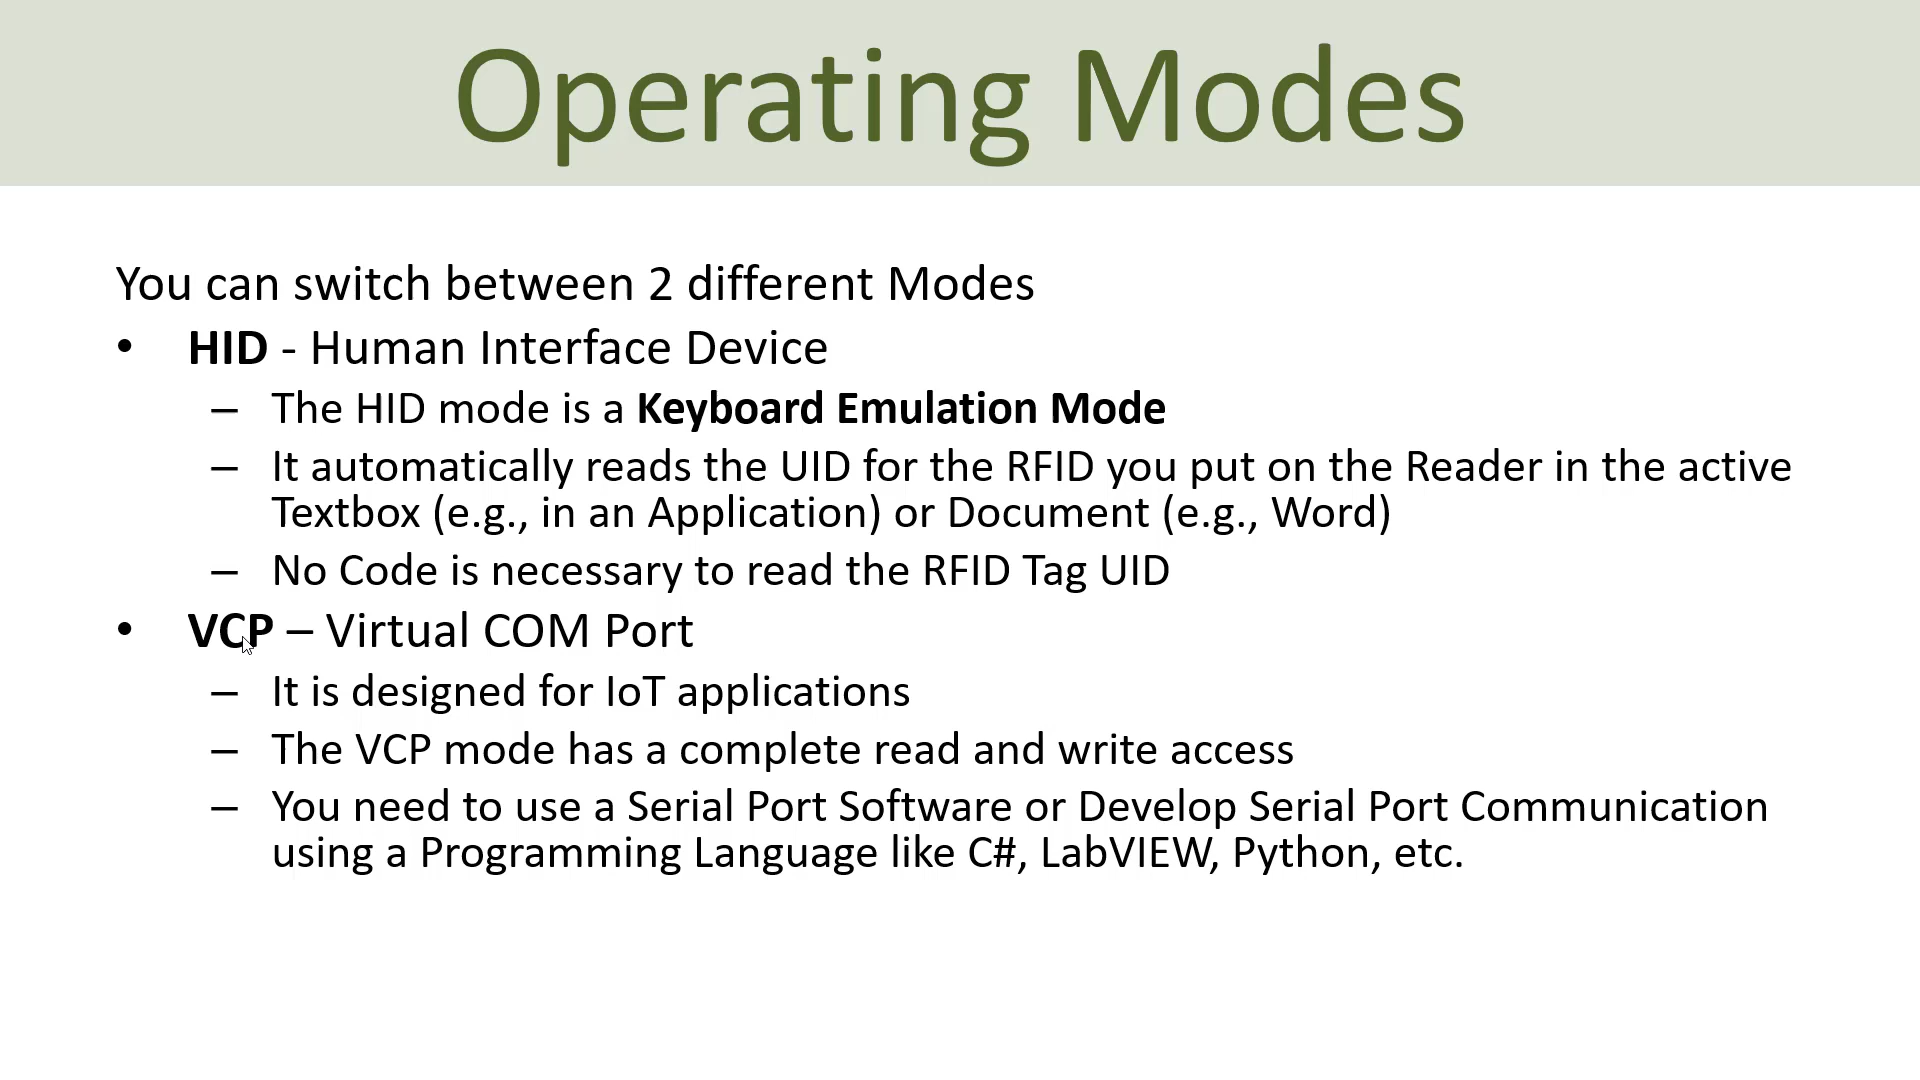 Operating Modes
You can switch between 2 different Modes
• HID - Human Interface Device
– The HID mode is a Keyboard Emulation Mode
– It automatically reads the UID for the RFID you put on the Reader in the active
Textbox (e.g., in an Application) or Document (e.g., Word)
– No Code is necessary to read the RFID Tag UID
• VCP – Virtual COM Port
– It is designed for IoT applications
– The VCP mode has a complete read and write access
– You need to use a Serial Port Software or Develop Serial Port Communication
using a Programming Language like C#, LabVIEW, Python, etc.